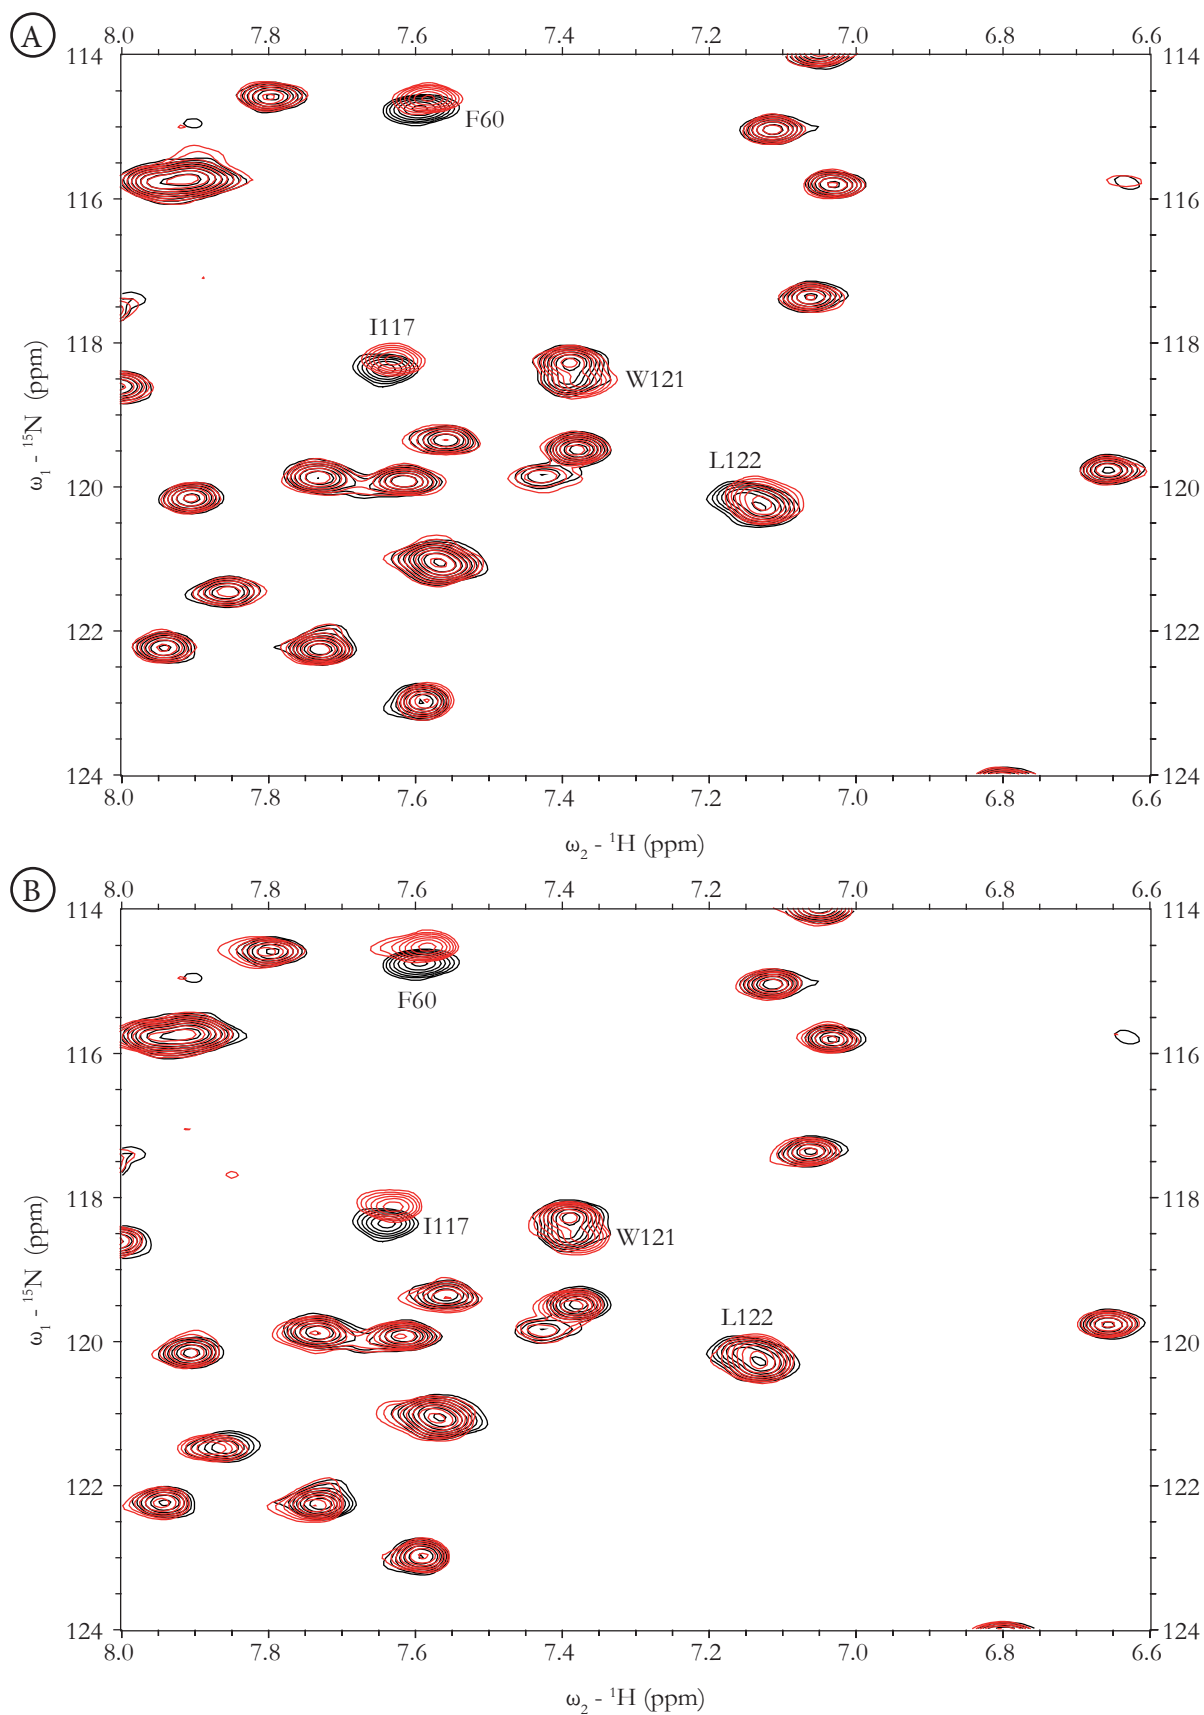 A
8.0 7.8 7.6 7.4 7.2 7.0 6.8 6.6
114 114
F60
116 116
I117
118 118
W121
L122
120 120
122 122
124 124
8.0 7.8 7.6 7.4 7.2 7.0 6.8 6.6
ω₁ - ¹⁵N (ppm)
ω₂ - ¹H (ppm)
B
8.0 7.8 7.6 7.4 7.2 7.0 6.8 6.6
114 114
F60
116 116
118 118
I117
W121
L122
120 120
122 122
124 124
8.0 7.8 7.6 7.4 7.2 7.0 6.8 6.6
ω₁ - ¹⁵N (ppm)
ω₂ - ¹H (ppm)